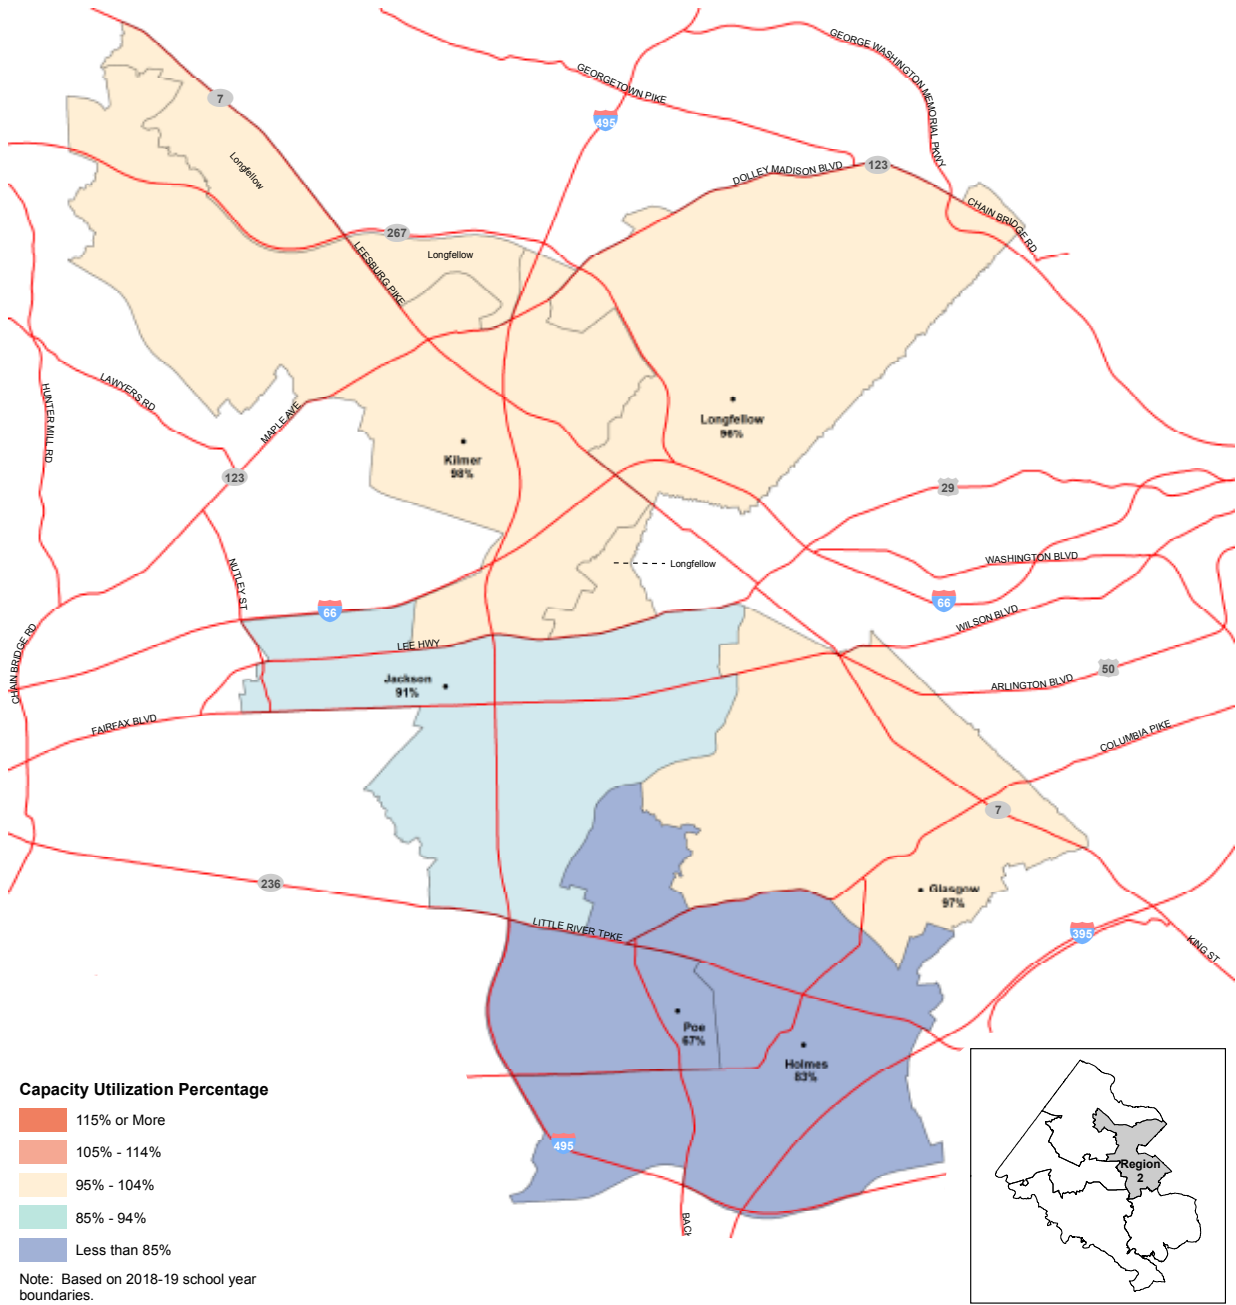 GEORGE WASHINGTON MEMORIAL PKWY
GEORGETOWN PIKE
7
495
Longfellow
DOLLEY MADISON BLVD
123
CHAIN BRIDGE RD
267
LEESBURG PIKE
Longfellow
HUNTER MILL RD
LAWYERS RD
MAPLE AVE
Longfellow
98%
Kilmer
98%
123
29
NUTLEY ST
WASHINGTON BLVD
Longfellow
66
66
WILSON BLVD
CHAIN BRIDGE RD
LEE HWY
50
ARLINGTON BLVD
Jackson
91%
FAIRFAX BLVD
COLUMBIA PIKE
7
236
Glasgow
97%
LITTLE RIVER TPKE
395
KING ST
Poe
67%
Holmes
83%
495
BACK
Capacity Utilization Percentage
115% or More
105% - 114%
95% - 104%
85% - 94%
Less than 85%
Note: Based on 2018-19 school year
boundaries.
Region
2